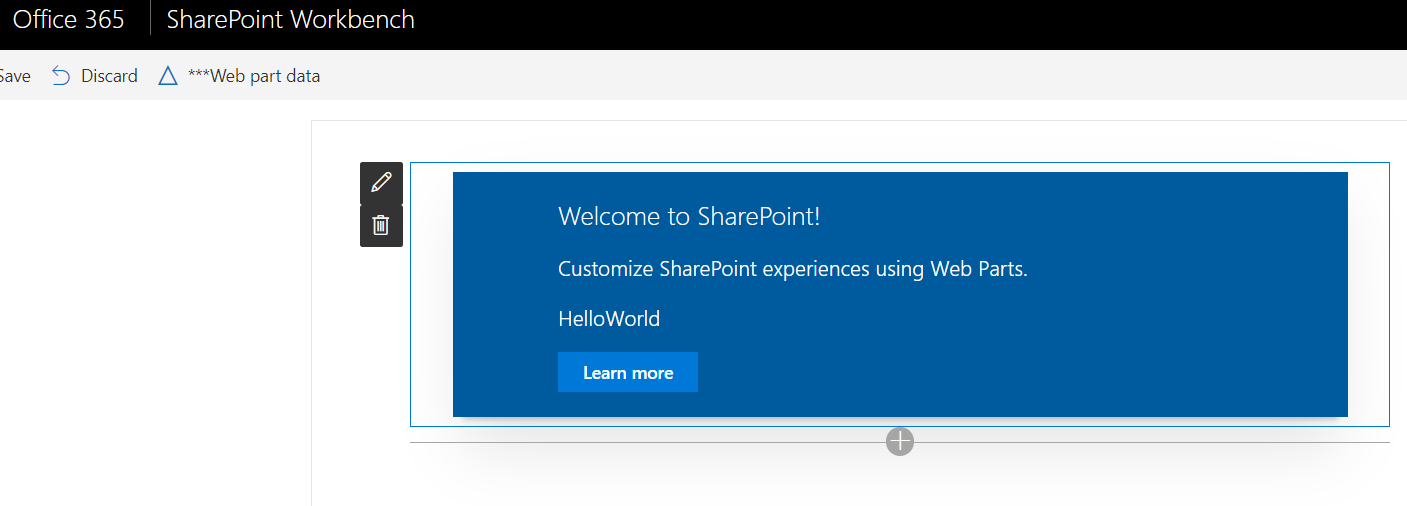 Office 365 SharePoint Workbench
Save Discard ***Web part data
Welcome to SharePoint!
Customize SharePoint experiences using Web Parts.
HelloWorld
Learn more